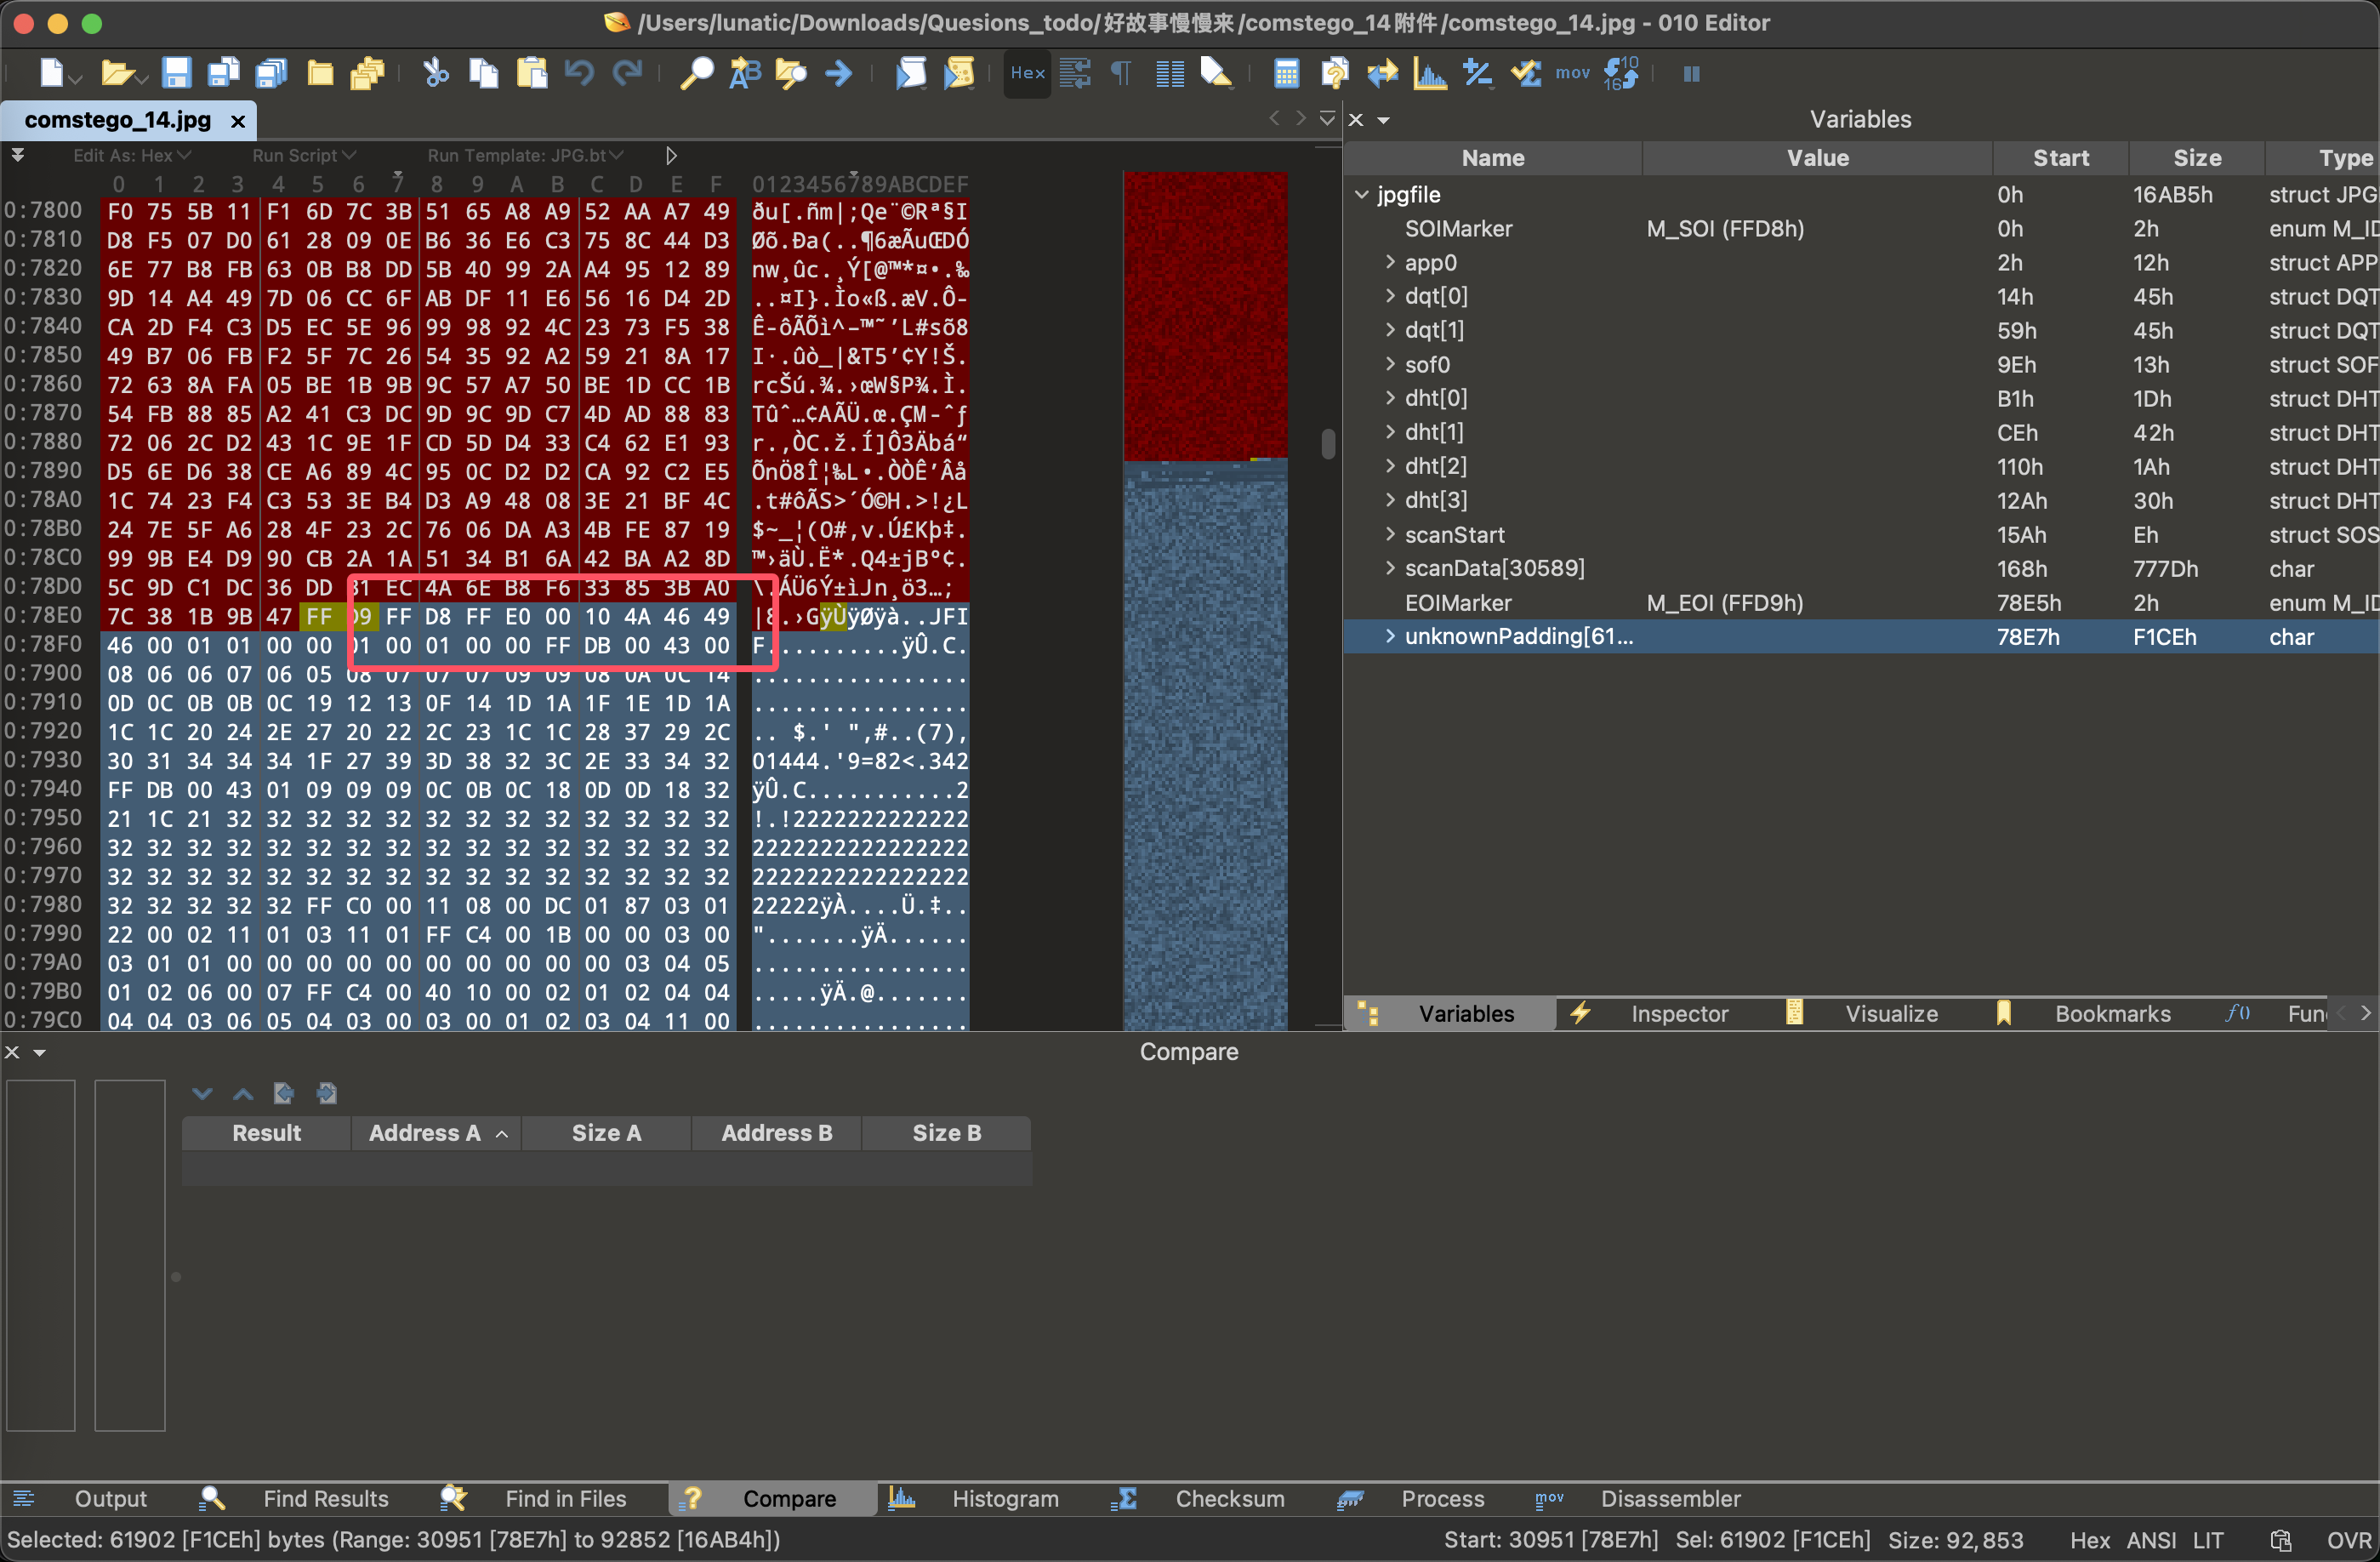 /Users/lunatic/Downloads/Quesions_todo/好故事慢慢来/comstego_14附件/comstego_14.jpg - 010 Editor
Hex
mov
10
16
comstego_14.jpg
Edit As: Hex
Run Script
Run Template: JPG.bt
0 1 2 3 4 5 6 7 8 9 A B C D E F 0123456789ABCDEF
0:7800 F0 75 5B 11 F1 6D 7C 3B 51 65 A8 A9 52 AA A7 49 ðu[.ñm|;Qe¨©Rª§I
0:7810 D8 F5 07 D0 61 28 09 0E B6 36 E6 C3 75 8C 44 D3 Øõ.Ða(..¶6æÃuŒDÓ
0:7820 6E 77 B8 FB 63 0B B8 DD 5B 40 99 2A A4 95 12 89 nw¸ûc.¸Ý[@™*¤•.‰
0:7830 9D 14 A4 49 7D 06 CC 6F AB DF 11 E6 56 16 D4 2D ..¤I}.Ìo«ß.æV.Ô-
0:7840 CA 2D F4 C3 D5 EC 5E 96 99 98 92 4C 23 73 F5 38 Ê-ôÃÕì^–™˜’L#sõ8
0:7850 49 B7 06 FB F2 5F 7C 26 54 35 92 A2 59 21 8A 17 I·.ûò_|&T5’¢Y!Š.
0:7860 72 63 8A FA 05 BE 1B 9B 9C 57 A7 50 BE 1D CC 1B rcŠú.¾.›œW§P¾.Ì.
0:7870 54 FB 88 85 A2 41 C3 DC 9D 9C 9D C7 4D AD 88 83 Tûˆ…¢AÃÜ.œ.ÇM-ˆƒ
0:7880 72 06 2C D2 43 1C 9E 1F CD 5D D4 33 C4 62 E1 93 r.,ÒC.ž.Í]Ô3Äbá“
0:7890 D5 6E D6 38 CE A6 89 4C 95 0C D2 D2 CA 92 C2 E5 ÕnÖ8Î¦‰L•.ÒÒÊ’Âå
0:78A0 1C 74 23 F4 C3 53 3E B4 D3 A9 48 08 3E 21 BF 4C .t#ôÃS>´Ó©H.>!¿L
0:78B0 24 7E 5F A6 28 4F 23 2C 76 06 DA A3 4B FE 87 19 $~_¦(O#,v.Ú£Kþ‡.
0:78C0 99 9B E4 D9 90 CB 2A 1A 51 34 B1 6A 42 BA A2 8D ™›äÙ.Ë*.Q4±jBº¢.
0:78D0 5C 9D C1 DC 36 DD B1 EC 4A 6E B8 F6 33 85 3B A0 \.ÁÜ6Ý±ìJn¸ö3…;
0:78E0 7C 38 1B 9B 47 FF D9 FF D8 FF E0 00 10 4A 46 49 |8.›GÿÙÿØÿà..JFI
0:78F0 46 00 01 01 00 00 01 00 01 00 00 FF DB 00 43 00 F..........ÿÛ.C.
0:7900 08 06 06 07 06 05 08 07 07 07 09 09 08 0A 0C 14 ................
0:7910 0D 0C 0B 0B 0C 19 12 13 0F 14 1D 1A 1F 1E 1D 1A ................
0:7920 1C 1C 20 24 2E 27 20 22 2C 23 1C 1C 28 37 29 2C .. $.' ",#..(7),
0:7930 30 31 34 34 34 1F 27 39 3D 38 32 3C 2E 33 34 32 01444.'9=82<.342
0:7940 FF DB 00 43 01 09 09 09 0C 0B 0C 18 0D 0D 18 32 ÿÛ.C...........2
0:7950 21 1C 21 32 32 32 32 32 32 32 32 32 32 32 32 32 !.!2222222222222
0:7960 32 32 32 32 32 32 32 32 32 32 32 32 32 32 32 32 2222222222222222
0:7970 32 32 32 32 32 32 32 32 32 32 32 32 32 32 32 32 2222222222222222
0:7980 32 32 32 32 32 FF C0 00 11 08 00 DC 01 87 03 01 22222ÿÀ....Ü.‡..
0:7990 22 00 02 11 01 03 11 01 FF C4 00 1B 00 00 03 00 ".......ÿÄ......
0:79A0 03 01 01 00 00 00 00 00 00 00 00 00 00 03 04 05 ................
0:79B0 01 02 06 00 07 FF C4 00 40 10 00 02 01 02 04 04 .....ÿÄ.@.......
0:79C0 04 04 03 06 05 04 03 00 03 00 01 02 03 04 11 00 ................
Variables
Name Value Start Size Type
jpgfile 0h 16AB5h struct JPG
SOIMarker M_SOI (FFD8h) 0h 2h enum M_ID
app0 2h 12h struct APP
dqt[0] 14h 45h struct DQT
dqt[1] 59h 45h struct DQT
sof0 9Eh 13h struct SOF
dht[0] B1h 1Dh struct DHT
dht[1] CEh 42h struct DHT
dht[2] 110h 1Ah struct DHT
dht[3] 12Ah 30h struct DHT
scanStart 15Ah Eh struct SOS
scanData[30589] 168h 777Dh char
EOIMarker M_EOI (FFD9h) 78E5h 2h enum M_ID
unknownPadding[61... 78E7h F1CEh char
Variables Inspector Visualize Bookmarks f() Fun
Compare
Result Address A Size A Address B Size B
Output Find Results Find in Files Compare Histogram Checksum Process mov Disassembler
Selected: 61902 [F1CEh] bytes (Range: 30951 [78E7h] to 92852 [16AB4h]) Start: 30951 [78E7h] Sel: 61902 [F1CEh] Size: 92,853 Hex ANSI LIT OVR